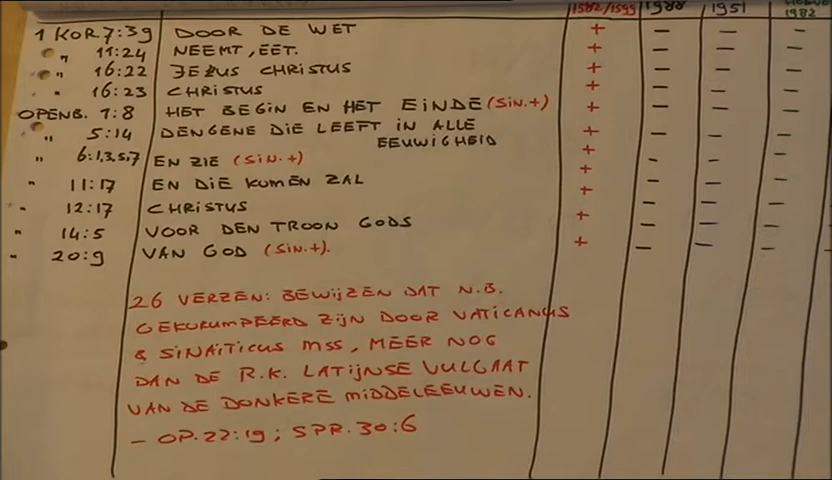 1582/1599 1988 1951 1982
1 KOR 7:39 DOOR DE WET + - - -
" 11:24 NEEMT, EET. + - - -
" 16:22 JEZUS CHRISTUS + - - -
" 16:23 CHRISTUS + - - -
OPENB. 1:8 HET BEGIN EN HET EINDE (SIN.+) + - - -
" 5:14 DENGENE DIE LEEFT IN ALLE + - - -
EEUWIGHEID
" 6:1,3,5,7 EN ZIE (SIN.+) + - - -
" 11:17 EN DIE KOMEN ZAL + - - -
" 12:17 CHRISTUS + - - -
" 14:5 VOOR DEN TROON GODS + - - -
" 20:9 VAN GOD (SIN.+). + - - -
26 VERZEN: BEWIJZEN DAT N.B.
GEKORUMPEERD ZIJN DOOR VATICANUS
& SINAITICUS MSS, MEER NOG
DAN DE R.K. LATIJNSE VULGAAT
VAN DE DONKERE MIDDELEEUWEN.
- OP. 22:19; SPR. 30:6